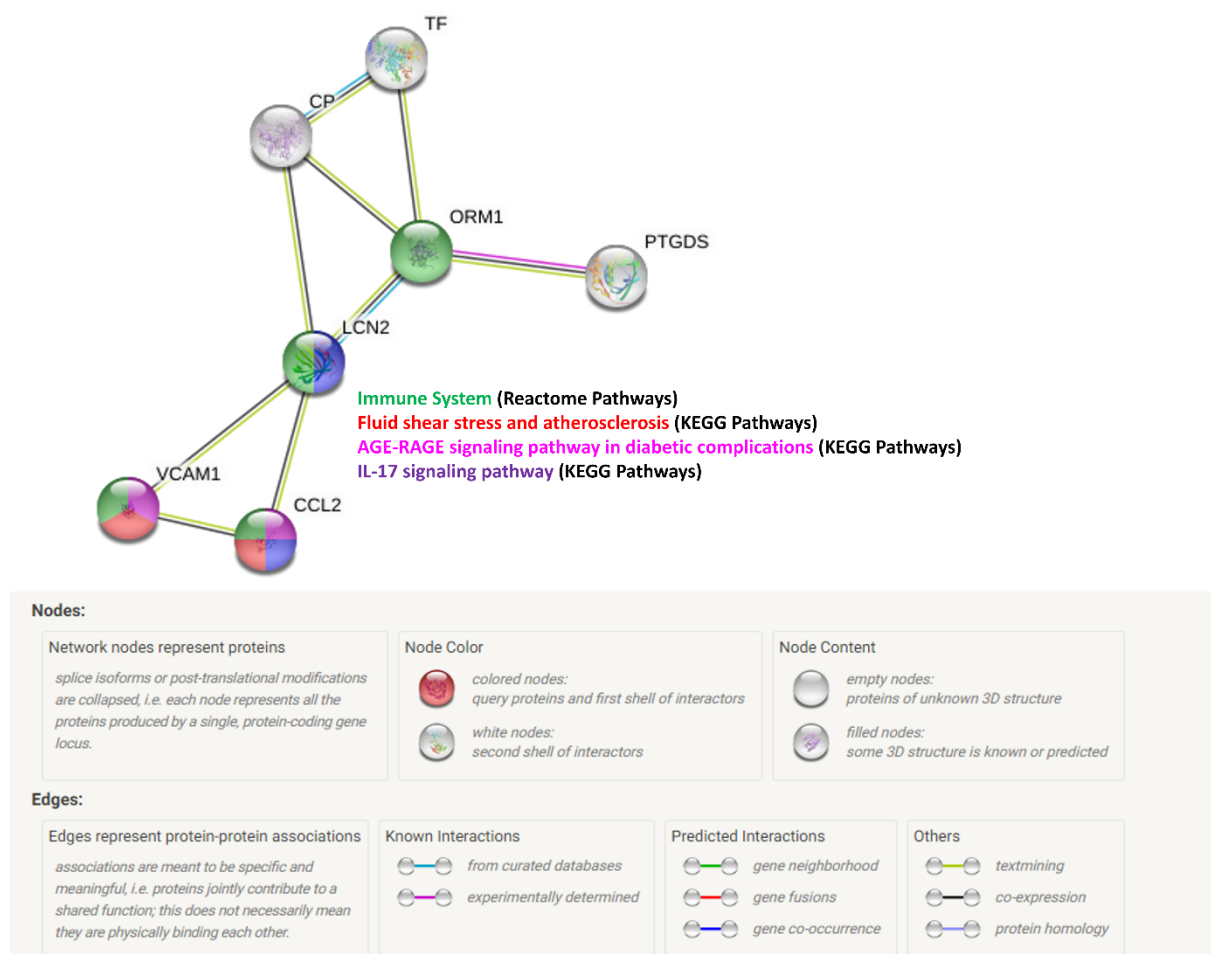 TF
CP
ORM1
PTGDS
LCN2
Immune System (Reactome Pathways)
Fluid shear stress and atherosclerosis (KEGG Pathways)
AGE-RAGE signaling pathway in diabetic complications (KEGG Pathways)
IL-17 signaling pathway (KEGG Pathways)
VCAM1
CCL2
Nodes:
Network nodes represent proteins
splice isoforms or post-translational modifications
are collapsed, i.e. each node represents all the
proteins produced by a single, protein-coding gene
locus.
Node Color
colored nodes:
query proteins and first shell of interactors
white nodes:
second shell of interactors
Node Content
empty nodes:
proteins of unknown 3D structure
filled nodes:
some 3D structure is known or predicted
Edges:
Edges represent protein-protein associations
associations are meant to be specific and
meaningful, i.e. proteins jointly contribute to a
shared function; this does not necessarily mean
they are physically binding each other.
Known Interactions
from curated databases
experimentally determined
Predicted Interactions
gene neighborhood
gene fusions
gene co-occurrence
Others
textmining
co-expression
protein homology